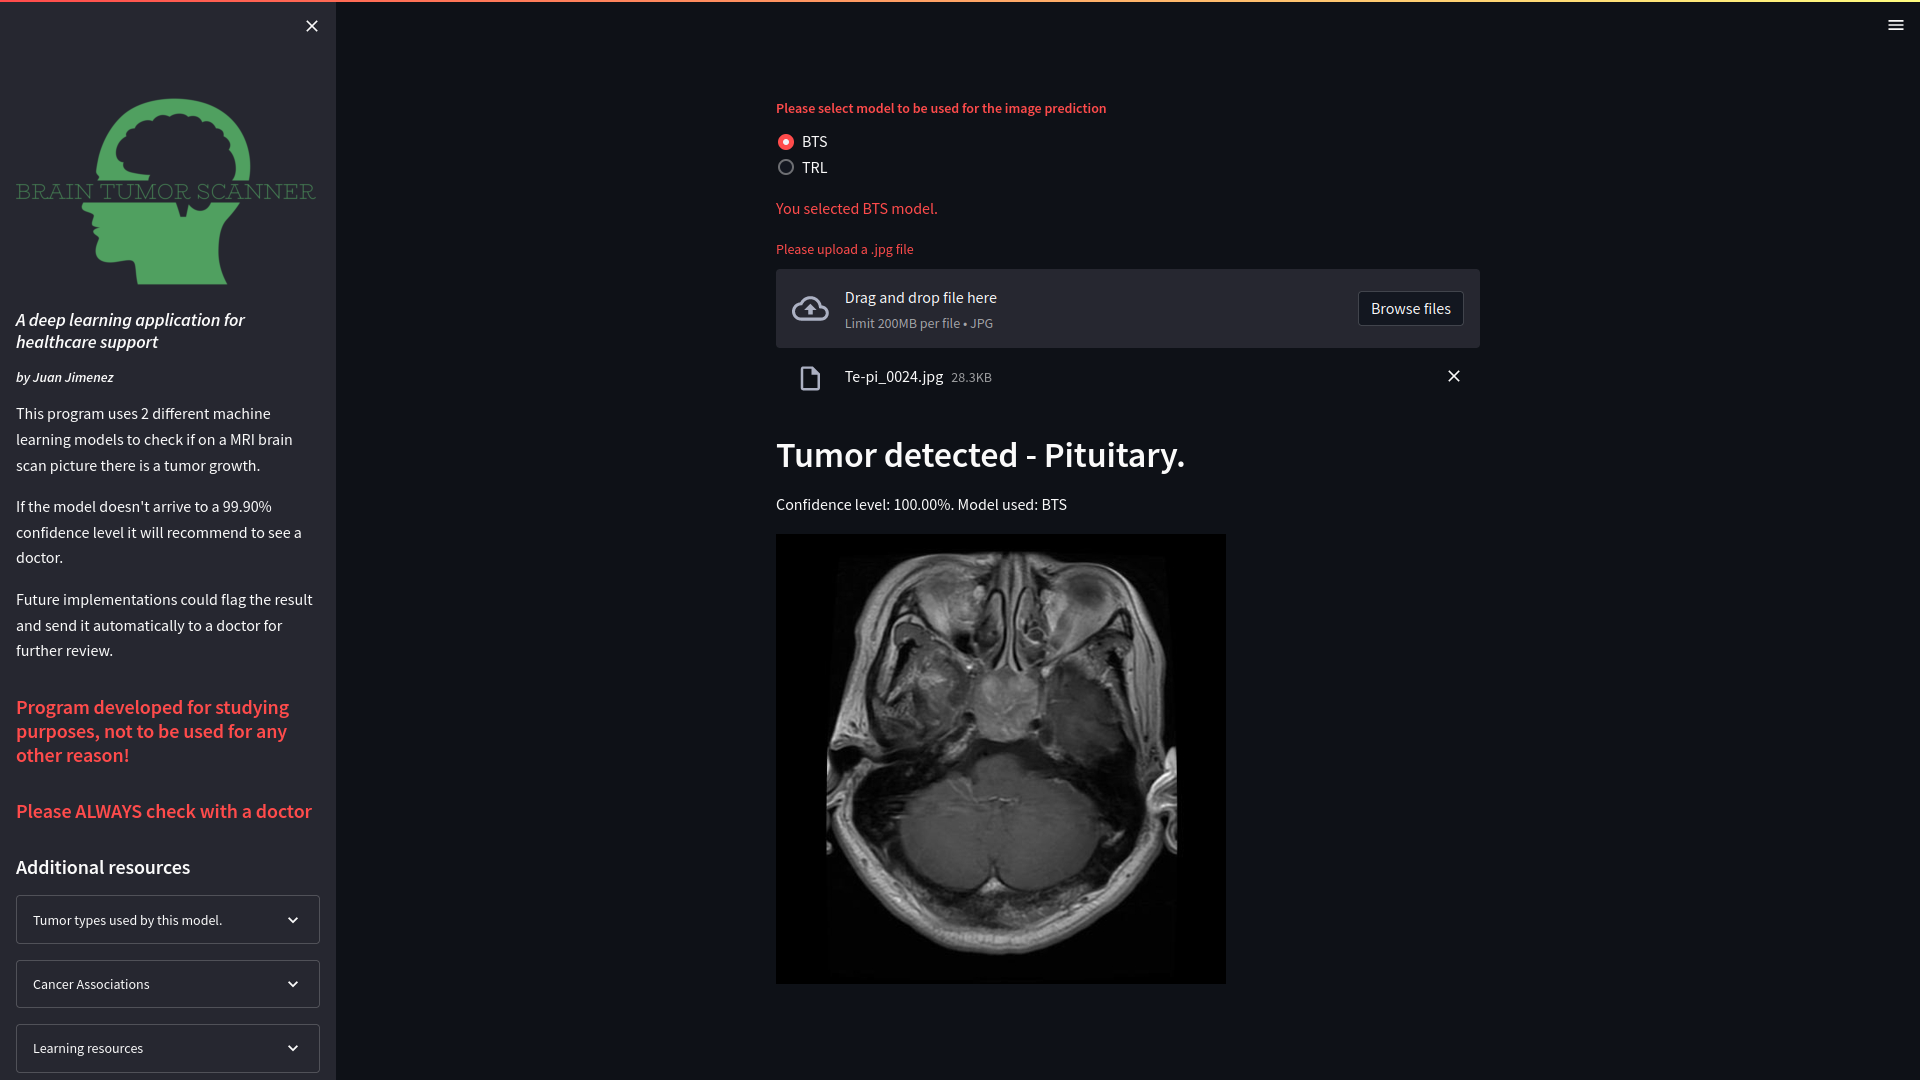 BRAIN TUMOR SCANNER
A deep learning application for
healthcare support
by Juan Jimenez
This program uses 2 different machine
learning models to check if on a MRI brain
scan picture there is a tumor growth.
If the model doesn't arrive to a 99.90%
confidence level it will recommend to see a
doctor.
Future implementations could flag the result
and send it automatically to a doctor for
further review.
Program developed for studying
purposes, not to be used for any
other reason!
Please ALWAYS check with a doctor
Additional resources
Tumor types used by this model.
Cancer Associations
Learning resources
Please select model to be used for the image prediction
BTS
TRL
You selected BTS model.
Please upload a .jpg file
Drag and drop file here
Limit 200MB per file • JPG
Browse files
Te-pi_0024.jpg 28.3KB
Tumor detected - Pituitary.
Confidence level: 100.00%. Model used: BTS